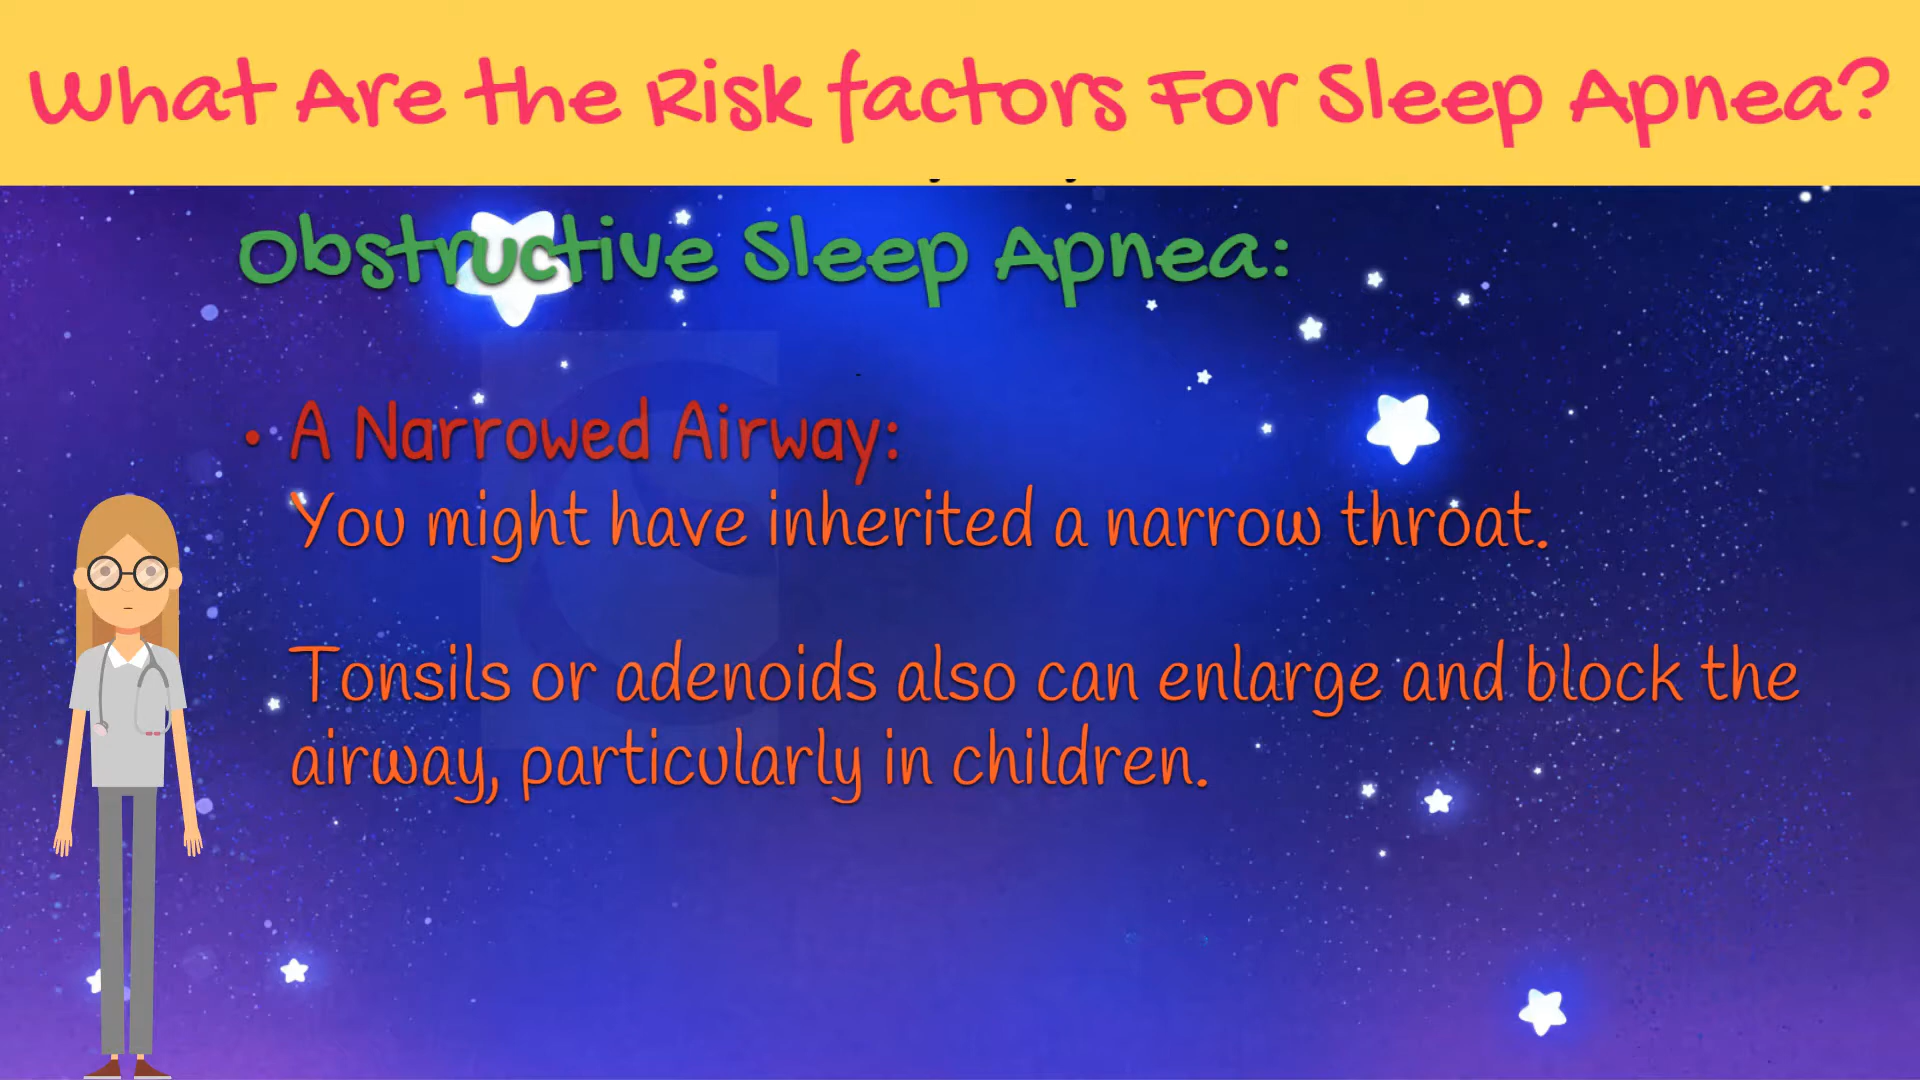 What Are the Risk factors For Sleep Apnea?
Obstructive Sleep Apnea:
• A Narrowed Airway:
You might have inherited a narrow throat.
Tonsils or adenoids also can enlarge and block the
airway, particularly in children.